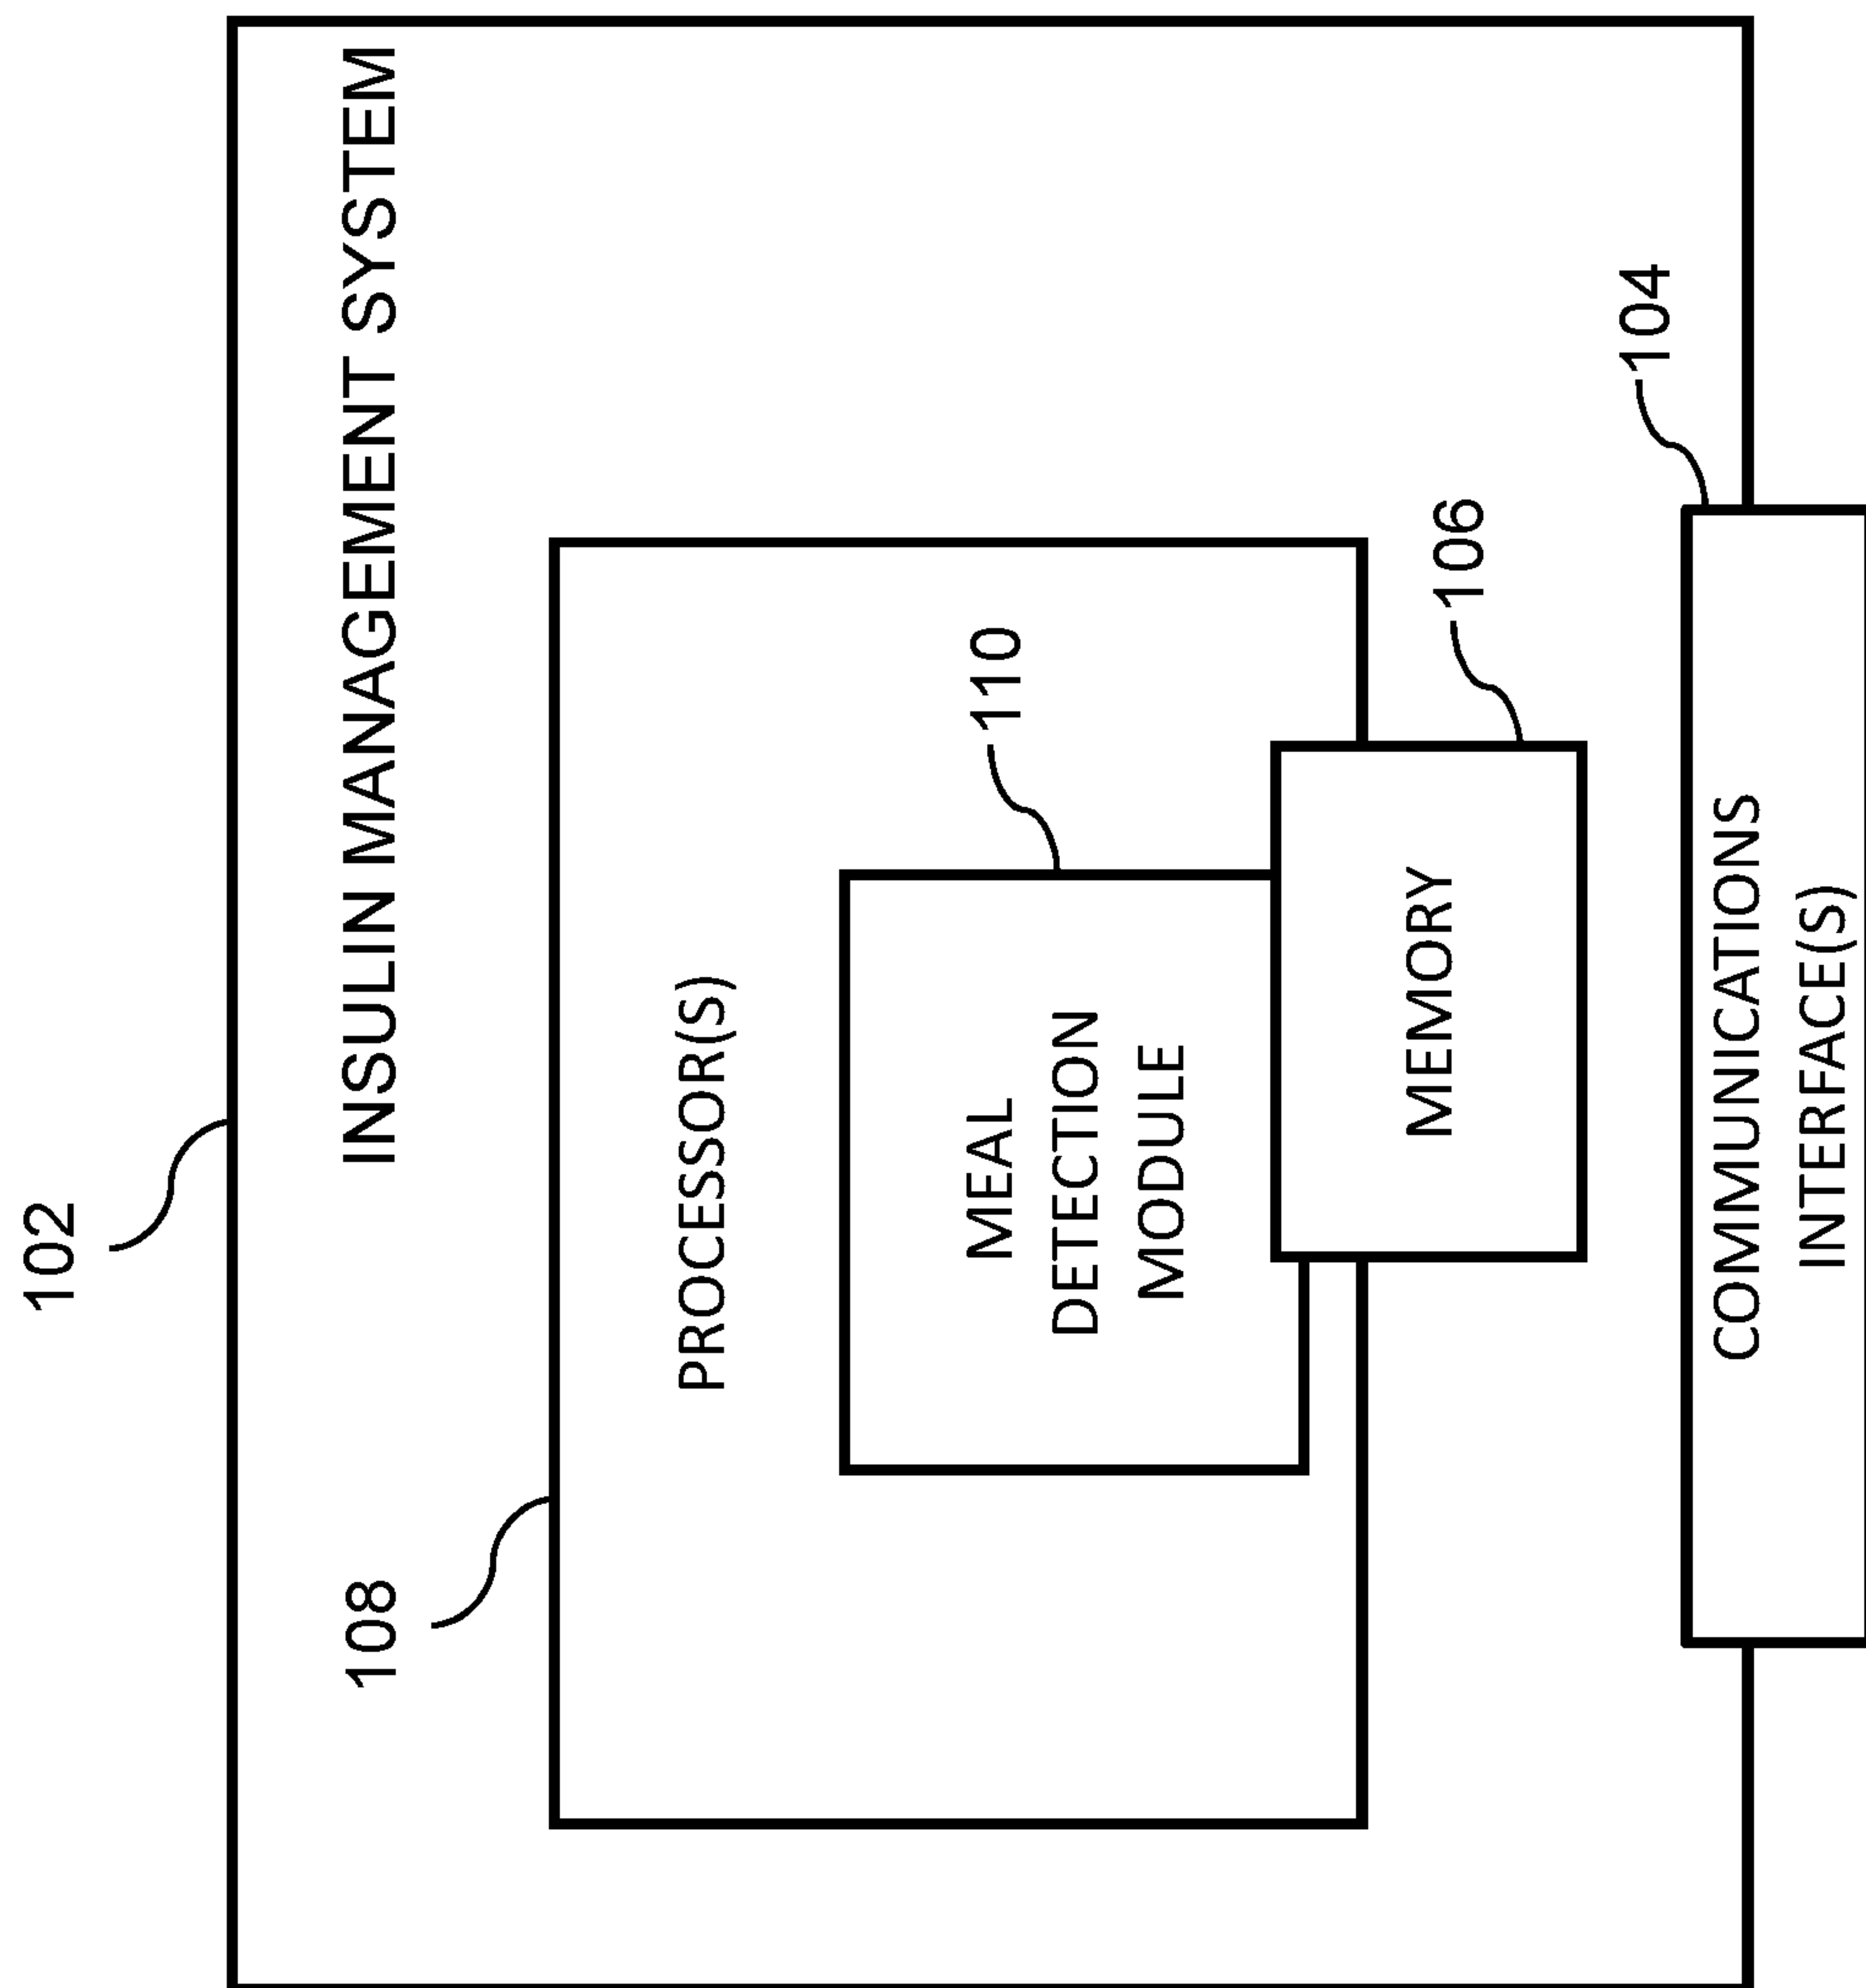 102
INSULIN MANAGEMENT SYSTEM
108
PROCESSOR(S)
110
MEAL
DETECTION
MODULE
106
MEMORY
104
COMMUNICATIONS
INTERFACE(S)